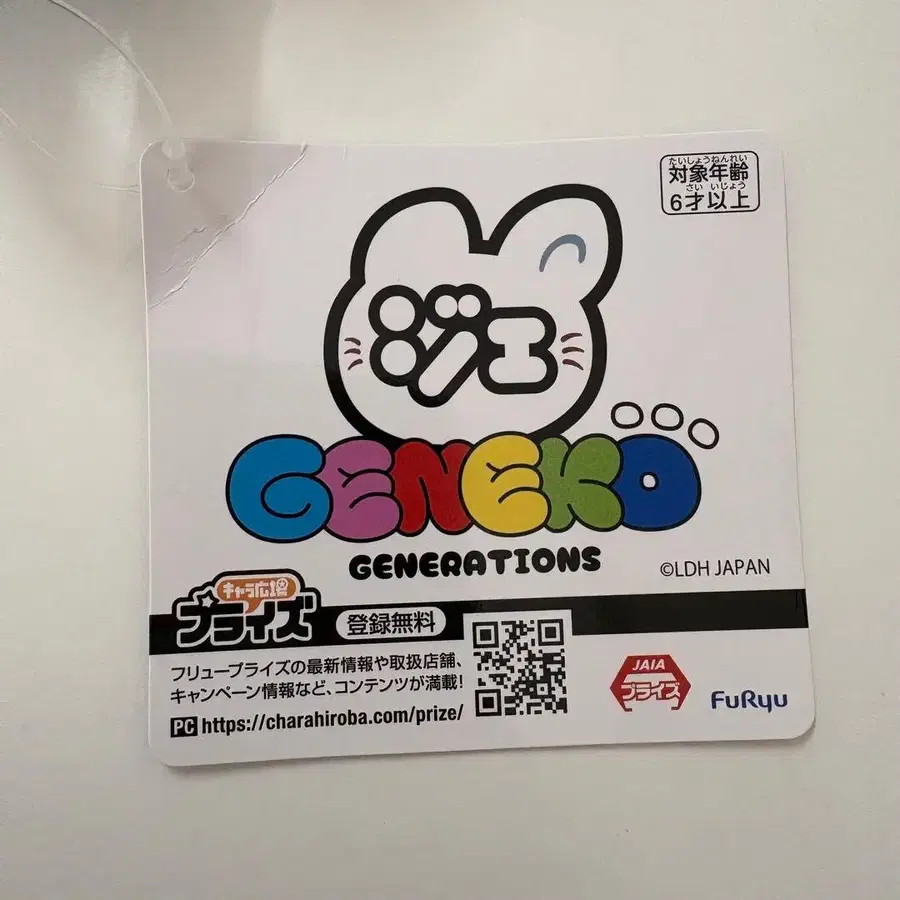 たいしょうねんれい
対象年齢
さい いじょう
6才以上
ジェ
GENEKO
GENERATIONS
©LDH JAPAN
キャラ広場
プライズ
登録無料
フリュープライズの最新情報や取扱店舗、
キャンペーン情報など、コンテンツが満載!
PC https://charahiroba.com/prize/
JAIA
プライズ
FuRyu